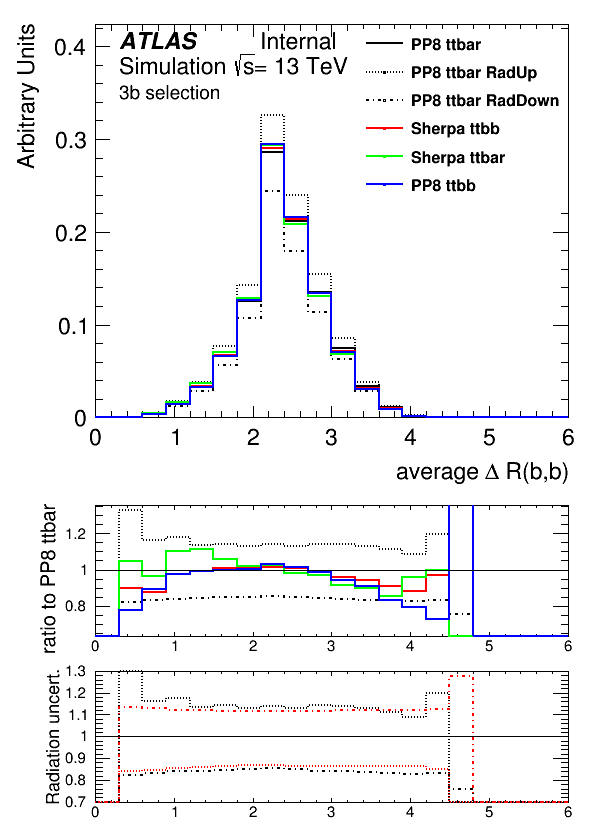 0.4
0.3
0.2
0.1
0
Arbitrary Units
ATLAS Internal
Simulation √s= 13 TeV
3b selection
PP8 ttbar
PP8 ttbar RadUp
PP8 ttbar RadDown
Sherpa ttbb
Sherpa ttbar
PP8 ttbb
0 1 2 3 4 5 6
average Δ R(b,b)
ratio to PP8 ttbar
1.2
1
0.8
0 1 2 3 4 5 6
Radiation uncert.
1.3
1.2
1.1
1
0.9
0.8
0.7
0 1 2 3 4 5 6